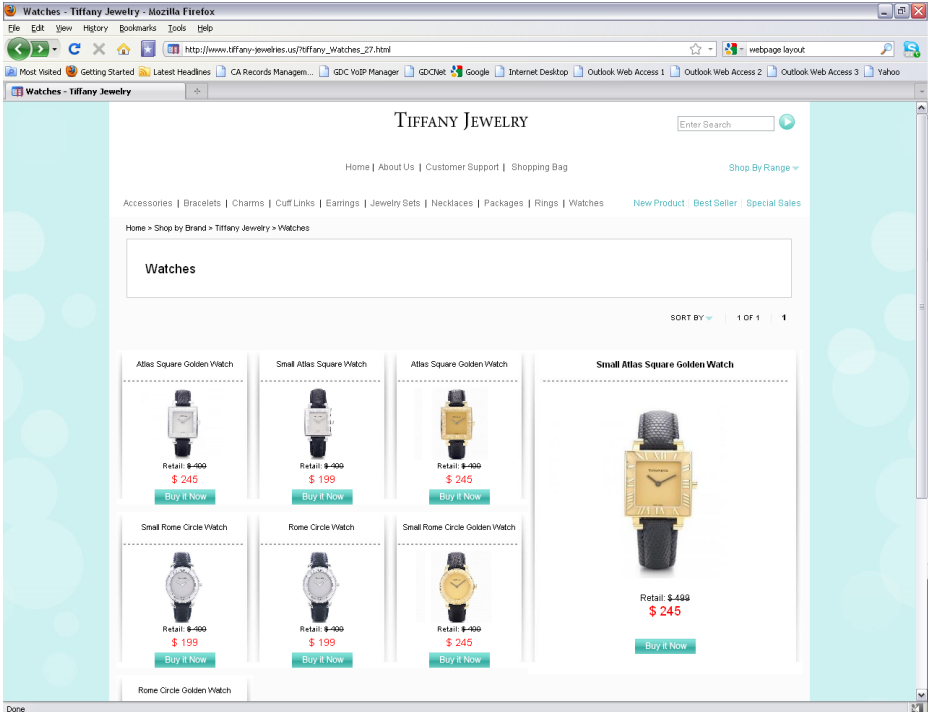 Watches - Tiffany Jewelry - Mozilla Firefox
File Edit View History Bookmarks Tools Help
http://www.tiffany-jewelries.us/?tiffany_Watches_27.html
webpage layout
Most Visited Getting Started Latest Headlines CA Records Managem... GDC VoIP Manager GDCNet Google Internet Desktop Outlook Web Access 1 Outlook Web Access 2 Outlook Web Access 3 Yahoo
Watches - Tiffany Jewelry
TIFFANY JEWELRY
Enter Search
Home | About Us | Customer Support | Shopping Bag
Shop By Range
Accessories | Bracelets | Charms | Cuff Links | Earrings | Jewelry Sets | Necklaces | Packages | Rings | Watches New Product | Best Seller | Special Sales
Home > Shop by Brand > Tiffany Jewelry > Watches
Watches
SORT BY 1 OF 1 1
Atlas Square Golden Watch
Retail: $ 400
$ 245
Buy it Now
Small Atlas Square Watch
Retail: $ 400
$ 199
Buy it Now
Atlas Square Golden Watch
Retail: $ 400
$ 245
Buy it Now
Small Atlas Square Golden Watch
Retail: $ 499
$ 245
Buy it Now
Small Rome Circle Watch
Retail: $ 400
$ 199
Buy it Now
Rome Circle Watch
Retail: $ 400
$ 199
Buy it Now
Small Rome Circle Golden Watch
Retail: $ 400
$ 245
Buy it Now
Rome Circle Golden Watch
Done